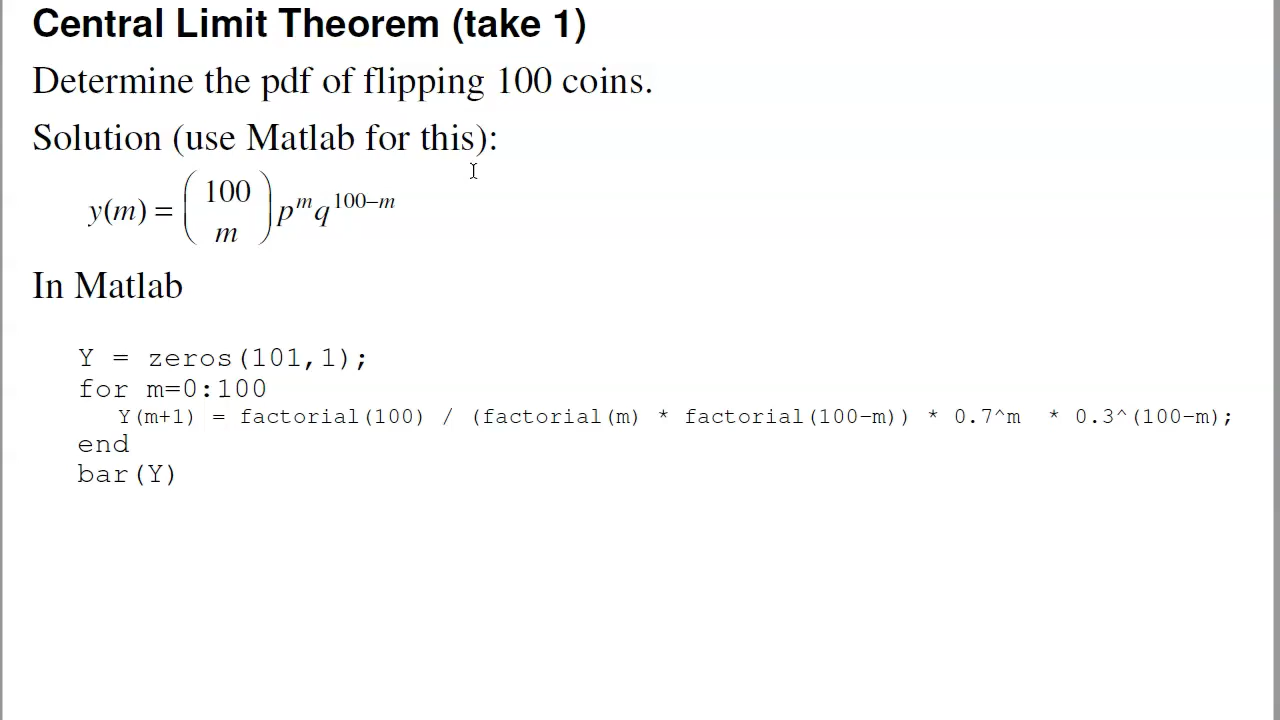 Central Limit Theorem (take 1)
Determine the pdf of flipping 100 coins.
Solution (use Matlab for this):
y(m) = ( 100 m ) p^m q^{100−m}
In Matlab
Y = zeros(101,1);
for m=0:100
Y(m+1) = factorial(100) / (factorial(m) * factorial(100-m)) * 0.7^m * 0.3^(100-m);
end
bar(Y)